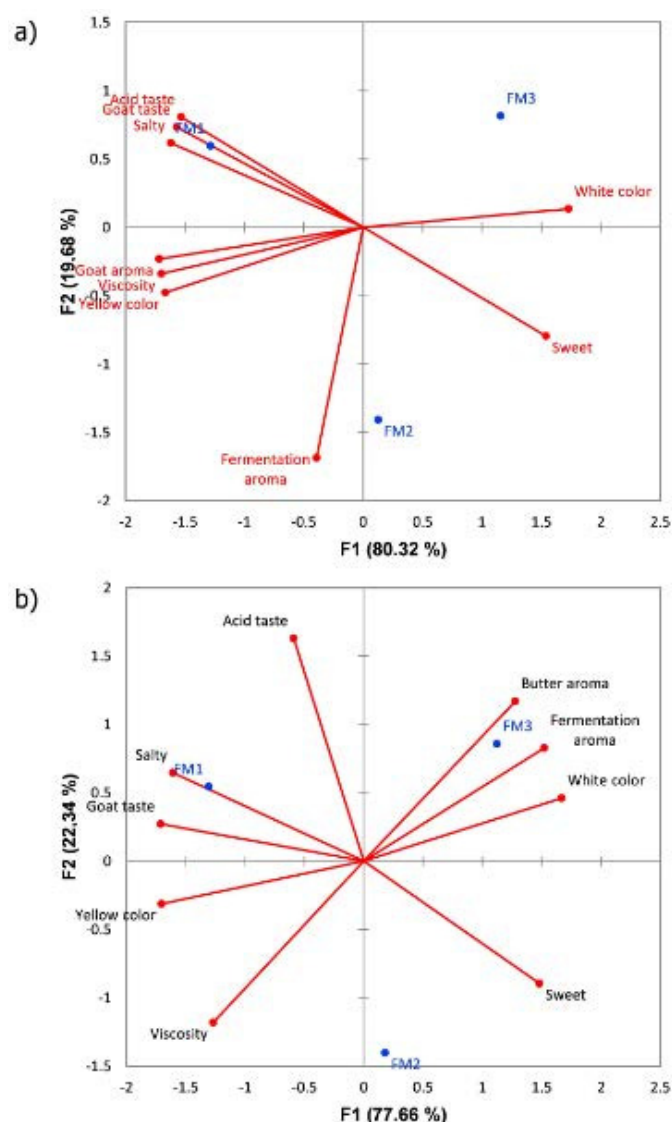 a)
1.5
1
0.5
0
-0.5
-1
-1.5
-2
F2 (19.68 %)
Acid taste
Goat taste
Salty
FM1
FM3
White color
Goat aroma
Viscosity
Yellow color
Sweet
FM2
Fermentation
aroma
-2 -1.5 -1 -0.5 0 0.5 1 1.5 2 2.5
F1 (80.32 %)
b)
2
1.5
1
0.5
0
-0.5
-1
-1.5
F2 (22,34 %)
Acid taste
Butter aroma
FM3
Fermentation
aroma
Salty
FM1
White color
Goat taste
Yellow color
Sweet
Viscosity
FM2
-2 -1.5 -1 -0.5 0 0.5 1 1.5 2 2.5
F1 (77.66 %)